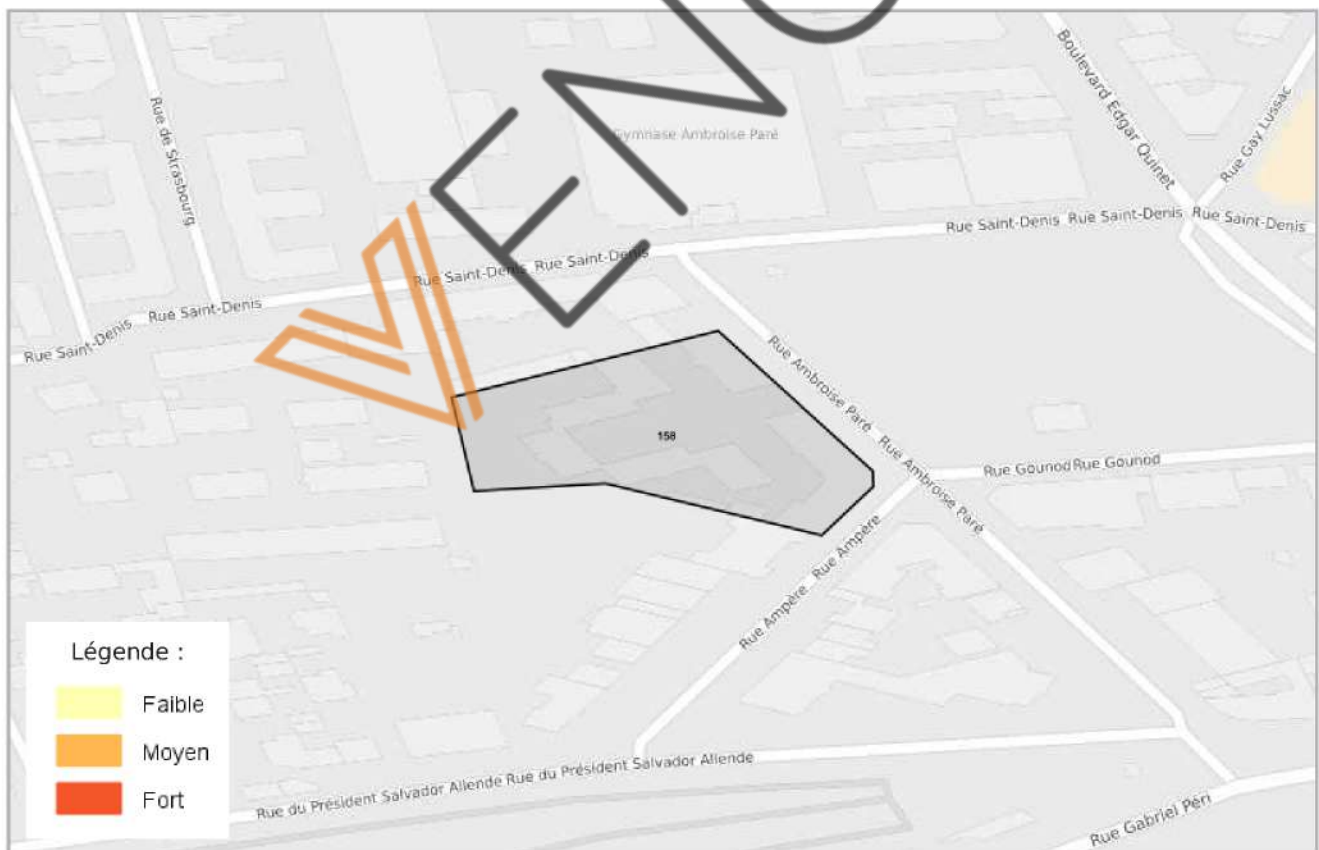 Boulevard Edgar Quinet
Rue Gay Lussac
Rue de Strasbourg
Gymnase Ambroise Paré
Rue Saint-Denis Rue Saint-Denis Rue Saint-Denis
Rue Saint-Denis Rue Saint-Denis
Rue Saint-Denis Rue Saint-Denis
Rue Ambroise Paré Rue Ambroise Paré
158
Rue Gounod Rue Gounod
Rue Ampère Rue Ampère
Légende :
Faible
Moyen
Fort
Rue du Président Salvador Allende Rue du Président Salvador Allende
Rue Gabriel Péri